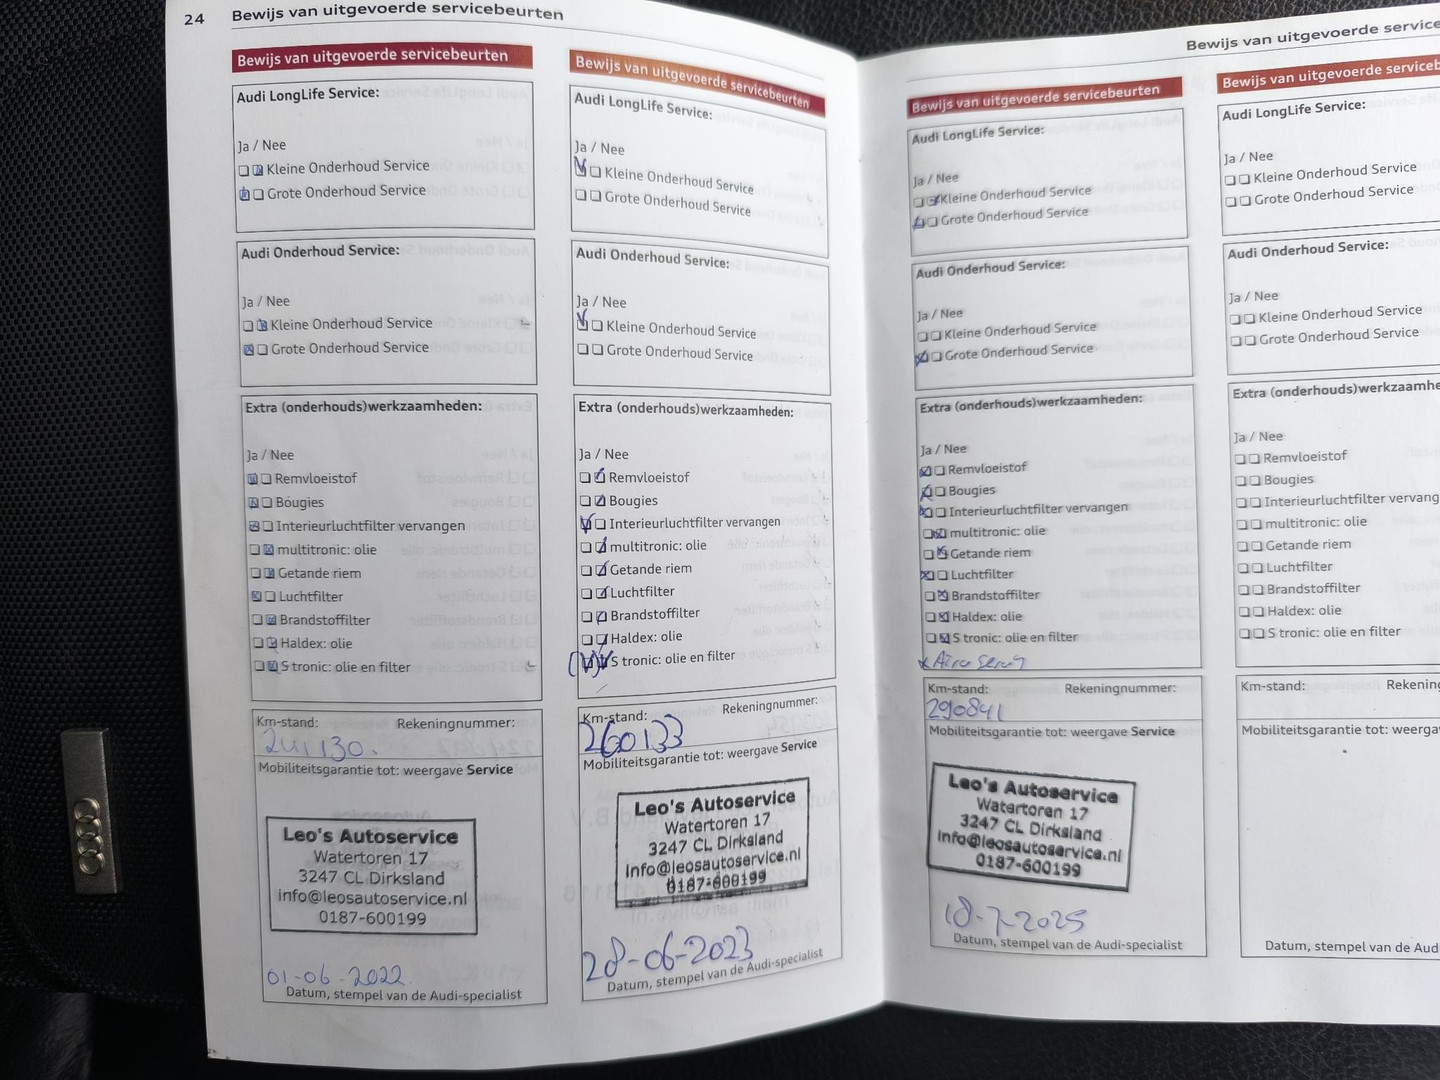 24 Bewijs van uitgevoerde servicebeurten
Bewijs van uitgevoerde servicebeurten
Audi LongLife Service:
Ja / Nee
Kleine Onderhoud Service
Grote Onderhoud Service
Audi Onderhoud Service:
Ja / Nee
Kleine Onderhoud Service
Grote Onderhoud Service
Extra (onderhouds)werkzaamheden:
Ja / Nee
Remvloeistof
Bougies
Interieurluchtfilter vervangen
multitronic: olie
Getande riem
Luchtfilter
Brandstoffilter
Haldex: olie
S tronic: olie en filter
Km-stand: Rekeningnummer:
241130.
Mobiliteitsgarantie tot: weergave Service
Leo's Autoservice
Watertoren 17
3247 CL Dirksland
info@leosautoservice.nl
0187-600199
01-06-2022
Datum, stempel van de Audi-specialist
Bewijs van uitgevoerde servicebeurten
Audi LongLife Service:
Ja / Nee
Kleine Onderhoud Service
Grote Onderhoud Service
Audi Onderhoud Service:
Ja / Nee
Kleine Onderhoud Service
Grote Onderhoud Service
Extra (onderhouds)werkzaamheden:
Ja / Nee
Remvloeistof
Bougies
Interieurluchtfilter vervangen
multitronic: olie
Getande riem
Luchtfilter
Brandstoffilter
Haldex: olie
S tronic: olie en filter
Km-stand: Rekeningnummer:
260133
Mobiliteitsgarantie tot: weergave Service
Leo's Autoservice
Watertoren 17
3247 CL Dirksland
info@leosautoservice.nl
0187-600199
28-06-2023
Datum, stempel van de Audi-specialist
Bewijs van uitgevoerde service
Bewijs van uitgevoerde servicebeurten
Audi LongLife Service:
Ja / Nee
Kleine Onderhoud Service
Grote Onderhoud Service
Audi Onderhoud Service:
Ja / Nee
Kleine Onderhoud Service
Grote Onderhoud Service
Extra (onderhouds)werkzaamheden:
Ja / Nee
Remvloeistof
Bougies
Interieurluchtfilter vervangen
multitronic: olie
Getande riem
Luchtfilter
Brandstoffilter
Haldex: olie
S tronic: olie en filter
Km-stand: Rekeningnummer:
290841
Mobiliteitsgarantie tot: weergave Service
Leo's Autoservice
Watertoren 17
3247 CL Dirksland
info@leosautoservice.nl
0187-600199
18-7-2025
Datum, stempel van de Audi-specialist
Bewijs van uitgevoerde serviceb
Audi LongLife Service:
Ja / Nee
Kleine Onderhoud Service
Grote Onderhoud Service
Audi Onderhoud Service:
Ja / Nee
Kleine Onderhoud Service
Grote Onderhoud Service
Extra (onderhouds)werkzaamhe
Ja / Nee
Remvloeistof
Bougies
Interieurluchtfilter vervang
multitronic: olie
Getande riem
Luchtfilter
Brandstoffilter
Haldex: olie
S tronic: olie en filter
Km-stand: Rekening
Mobiliteitsgarantie tot: weerga
Datum, stempel van de Aud